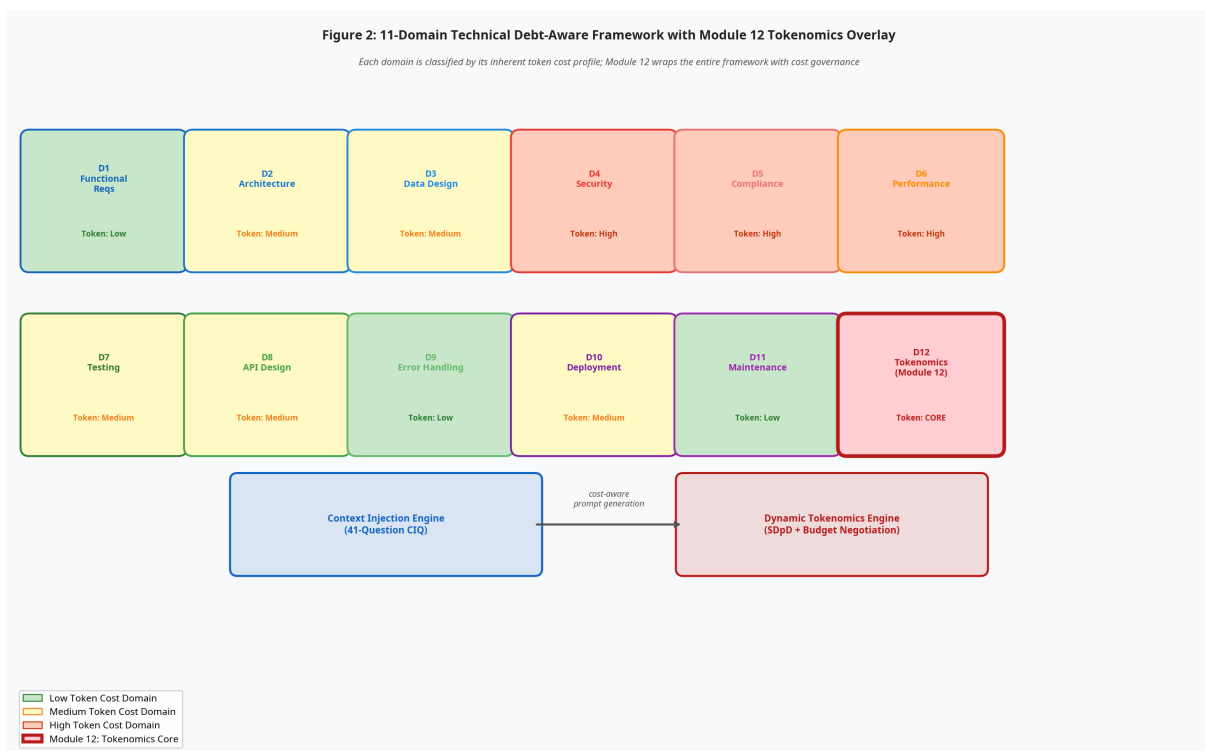 Figure 2: 11-Domain Technical Debt-Aware Framework with Module 12 Tokenomics Overlay
Each domain is classified by its inherent token cost profile; Module 12 wraps the entire framework with cost governance
D1
Functional
Reqs
Token: Low
D2
Architecture
Token: Medium
D3
Data Design
Token: Medium
D4
Security
Token: High
D5
Compliance
Token: High
D6
Performance
Token: High
D7
Testing
Token: Medium
D8
API Design
Token: Medium
D9
Error Handling
Token: Low
D10
Deployment
Token: Medium
D11
Maintenance
Token: Low
D12
Tokenomics
(Module 12)
Token: CORE
Context Injection Engine
(41-Question CIQ)
cost-aware
prompt generation
Dynamic Tokenomics Engine
(SDpD + Budget Negotiation)
Low Token Cost Domain
Medium Token Cost Domain
High Token Cost Domain
Module 12: Tokenomics Core